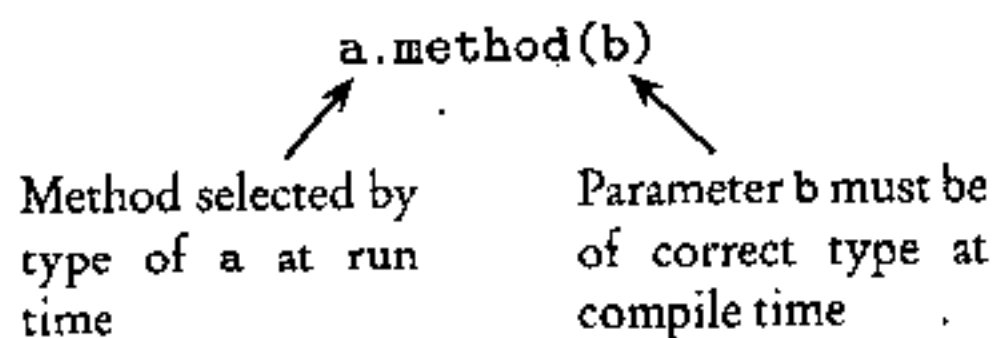 a.method(b)
Method selected by
type of a at run
time
Parameter b must be
of correct type at
compile time